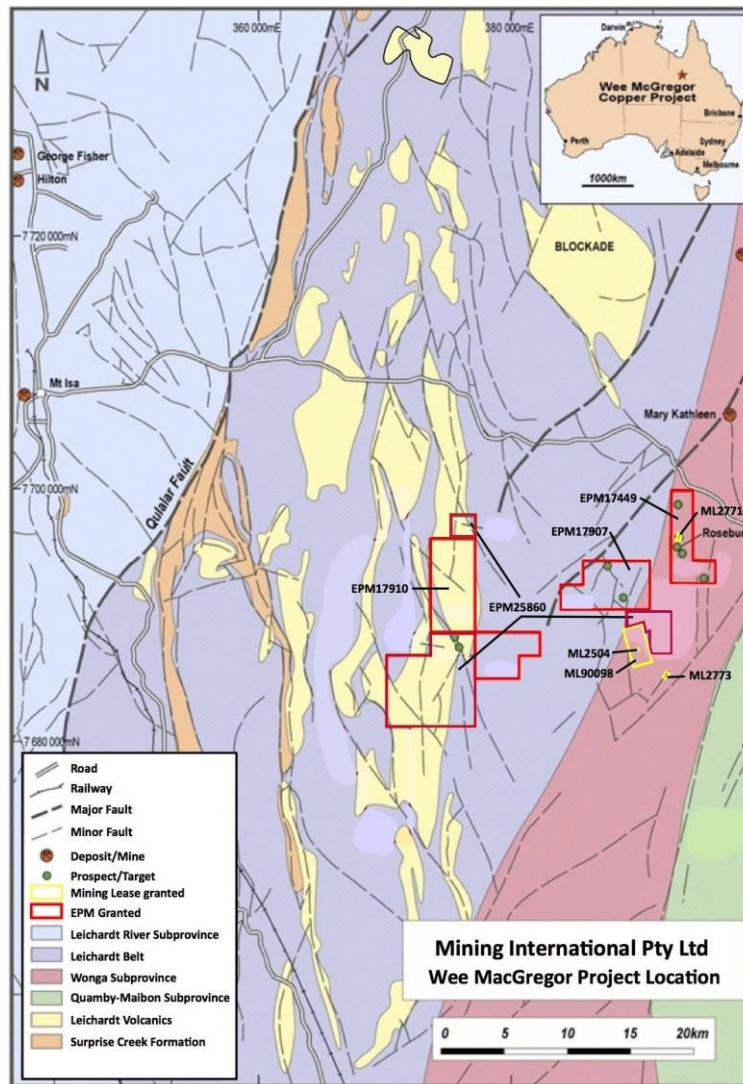 360 000mE
380 000mE
N
Darwin
Wee McGregor
Copper Project
Brisbane
Perth
Sydney
Adelaide
Melbourne
1000km
George Fisher
Hilton
7 720 000mN
BLOCKADE
Mt Isa
Mary Kathleen
Qulalar Fault
7 700 000mN
EPM17449
ML2771
EPM17907
Rosebu
EPM17910
EPM25860
ML2504
ML90098
ML2773
7 680 000mN
Road
Railway
Major Fault
Minor Fault
Deposit/Mine
Prospect/Target
Mining Lease granted
EPM Granted
Leichardt River Subprovince
Leichardt Belt
Wonga Subprovince
Quamby-Maibon Subprovince
Leichardt Volcanics
Surprise Creek Formation
Mining International Pty Ltd
Wee MacGregor Project Location
0 5 10 15 20km